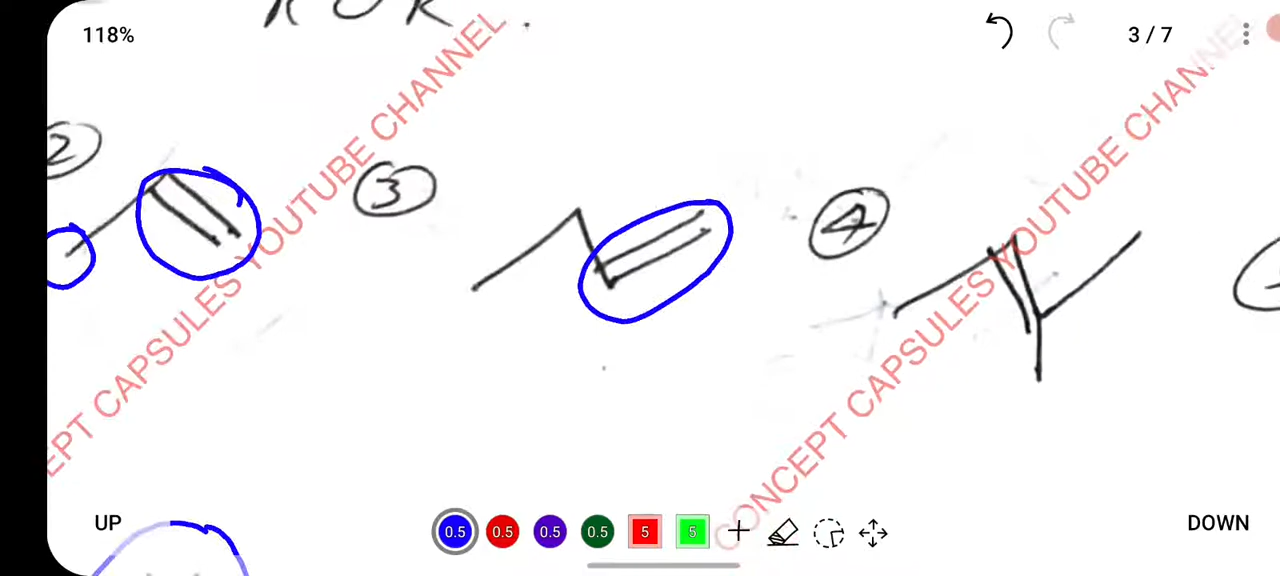 118%
3 / 7
2
3
4
CONCEPT CAPSULES YOUTUBE CHANNEL
CONCEPT CAPSULES YOUTUBE CHANNEL
UP
0.5 0.5 0.5 0.5 5 5
DOWN